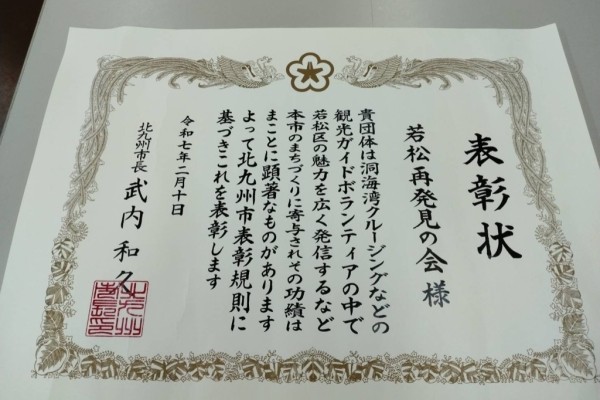 表彰状
若松再発見の会 様
貴団体は洞海湾クルージングなどの
観光ガイドボランティアの中で
若松区の魅力を広く発信するなど
本市のまちづくりに寄与されその功績は
まことに顕著なものがあります
よって北九州市表彰規則に
基づきこれを表彰します
令和七年二月十日
北九州市長 武内和久